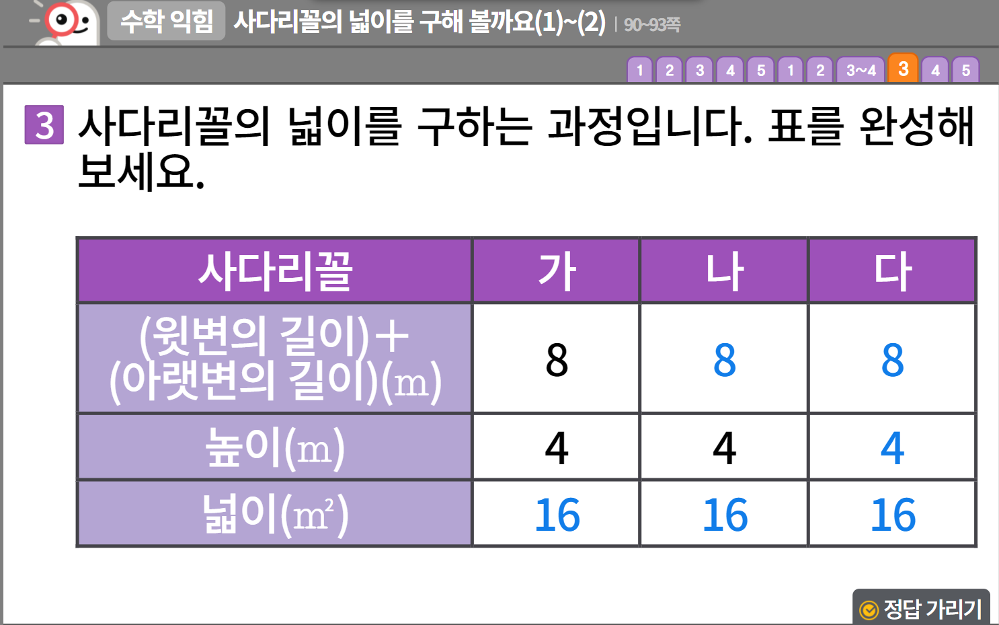 수학 익힘 사다리꼴의 넓이를 구해 볼까요(1)~(2) | 90~93쪽
1 2 3 4 5 1 2 3~4 3 4 5
3 사다리꼴의 넓이를 구하는 과정입니다. 표를 완성해
보세요.
사다리꼴 가 나 다
(윗변의 길이)+
(아랫변의 길이)(m) 8 8 8
높이(m) 4 4 4
넓이(m²) 16 16 16
정답 가리기